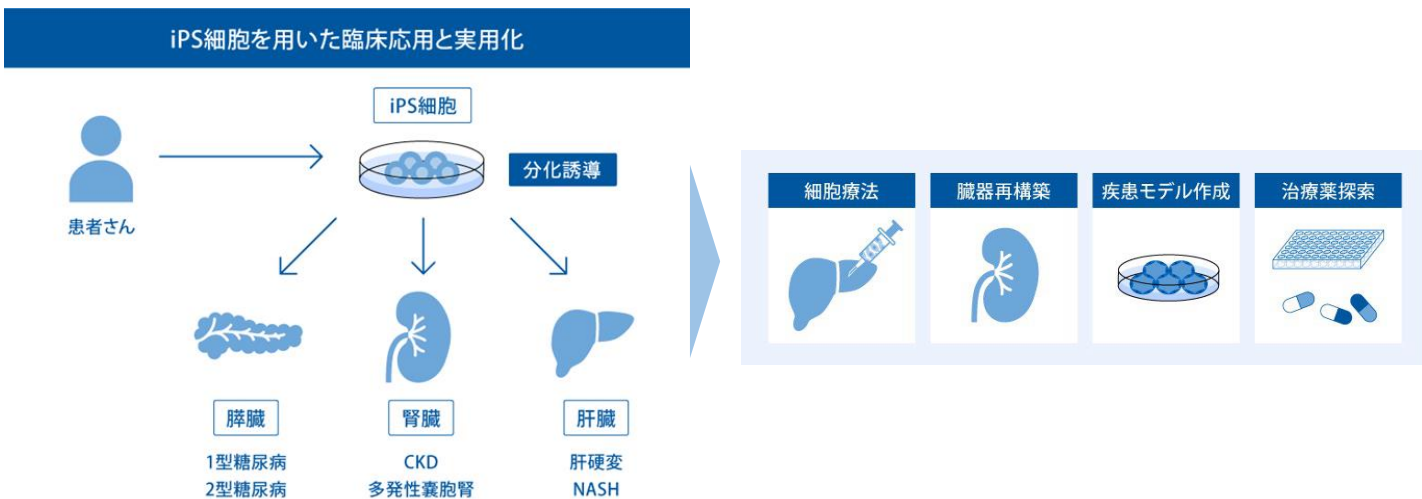 iPS細胞を用いた臨床応用と実用化
iPS細胞
分化誘導
患者さん
膵臓
1型糖尿病
2型糖尿病
腎臓
CKD
多発性嚢胞腎
肝臓
肝硬変
NASH
細胞療法
臓器再構築
疾患モデル作成
治療薬探索